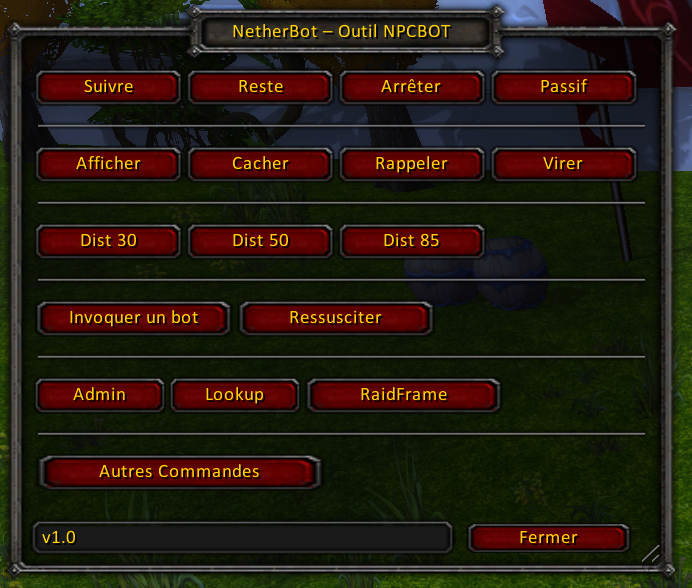 NetherBot – Outil NPCBOT
Suivre Reste Arrêter Passif
Afficher Cacher Rappeler Virer
Dist 30 Dist 50 Dist 85
Invoquer un bot Ressusciter
Admin Lookup RaidFrame
Autres Commandes
v1.0 Fermer